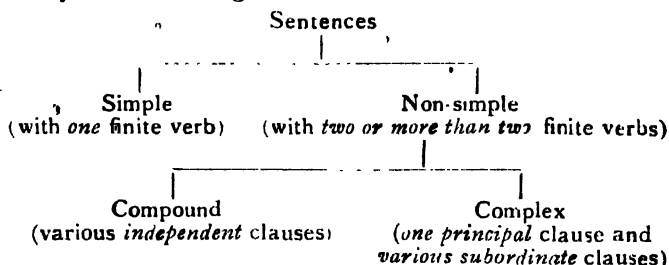 Sentences
Simple Non-simple
(with one finite verb) (with two or more than two finite verbs)
Compound Complex
(various independent clauses) (one principal clause and
various subordinate clauses)